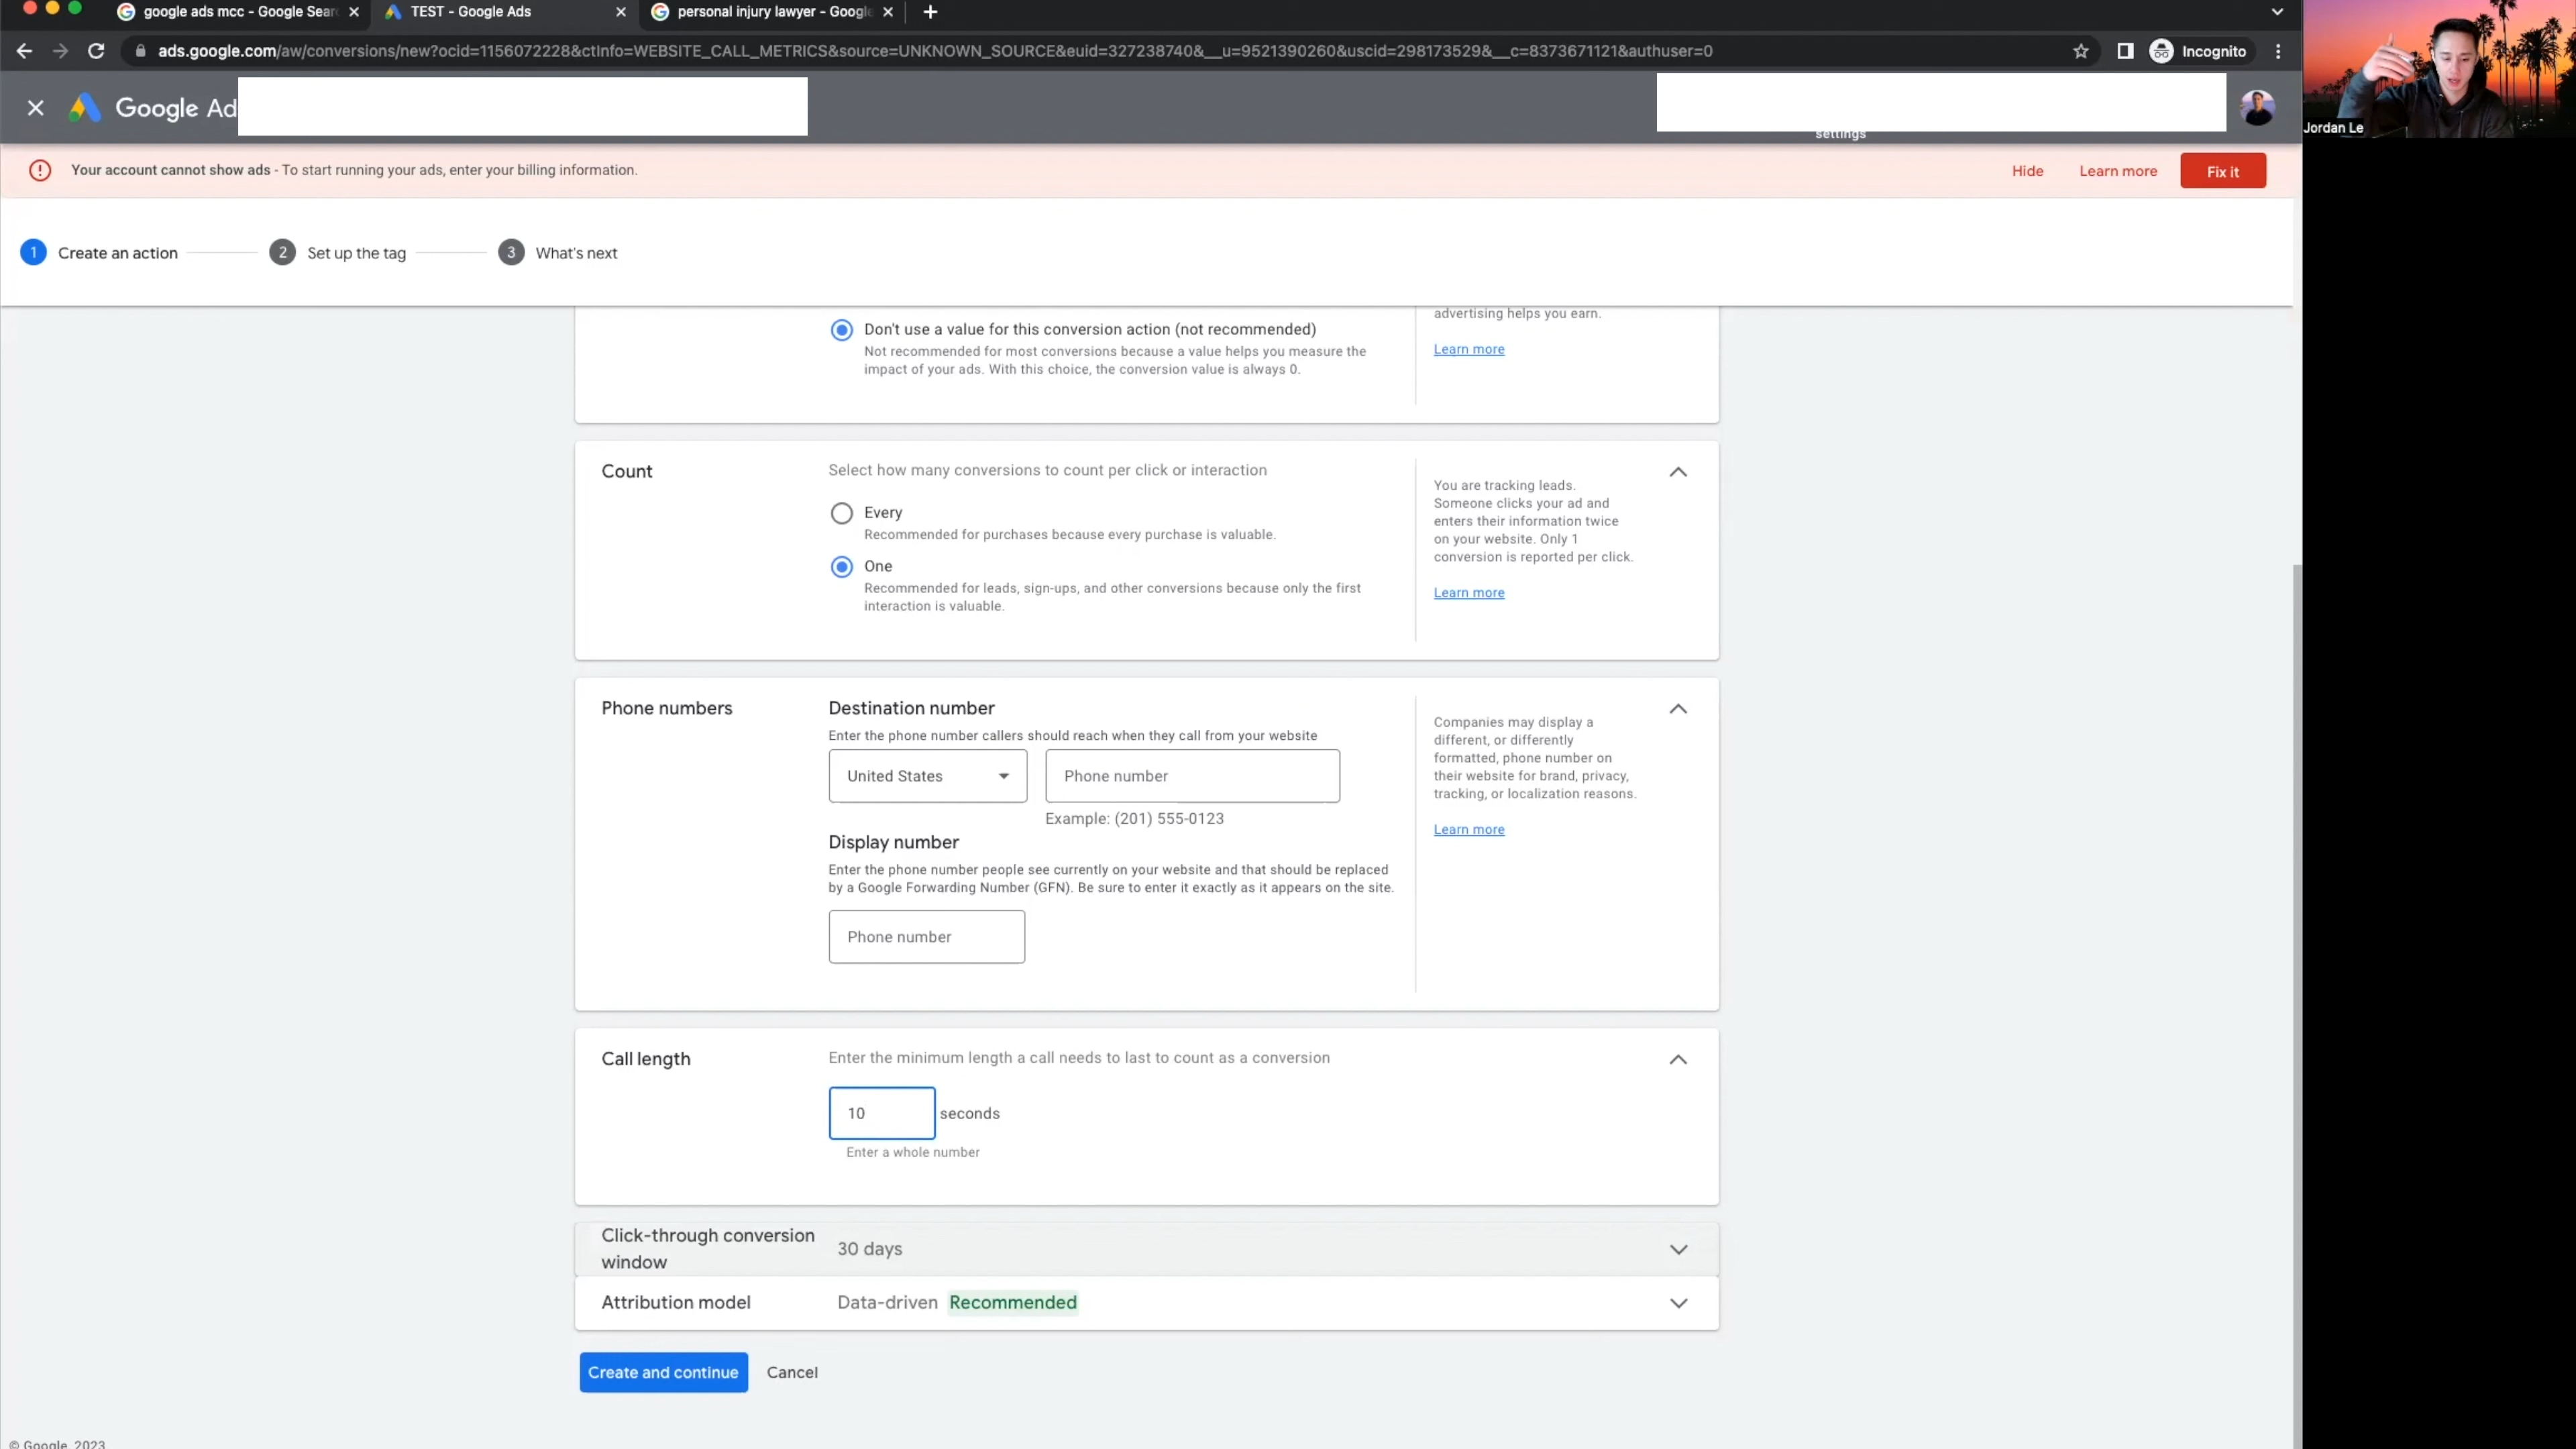 google ads mcc - Google Sear
TEST - Google Ads
personal injury lawyer - Google
ads.google.com/aw/conversions/new?ocid=1156072228&ctInfo=WEBSITE_CALL_METRICS&source=UNKNOWN_SOURCE&euid=327238740&__u=9521390260&uscid=298173529&__c=8373671121&authuser=0
Incognito
Google Ad
settings
Jordan Le
Your account cannot show ads - To start running your ads, enter your billing information.
Hide
Learn more
Fix it
1 Create an action
2 Set up the tag
3 What's next
Don't use a value for this conversion action (not recommended)
Not recommended for most conversions because a value helps you measure the
impact of your ads. With this choice, the conversion value is always 0.
advertising helps you earn.
Learn more
Count
Select how many conversions to count per click or interaction
Every
Recommended for purchases because every purchase is valuable.
One
Recommended for leads, sign-ups, and other conversions because only the first
interaction is valuable.
You are tracking leads.
Someone clicks your ad and
enters their information twice
on your website. Only 1
conversion is reported per click.
Learn more
Phone numbers
Destination number
Enter the phone number callers should reach when they call from your website
United States
Phone number
Example: (201) 555-0123
Display number
Enter the phone number people see currently on your website and that should be replaced
by a Google Forwarding Number (GFN). Be sure to enter it exactly as it appears on the site.
Phone number
Companies may display a
different, or differently
formatted, phone number on
their website for brand, privacy,
tracking, or localization reasons.
Learn more
Call length
Enter the minimum length a call needs to last to count as a conversion
10 seconds
Enter a whole number
Click-through conversion
window
30 days
Attribution model
Data-driven Recommended
Create and continue
Cancel
© Google, 2023.